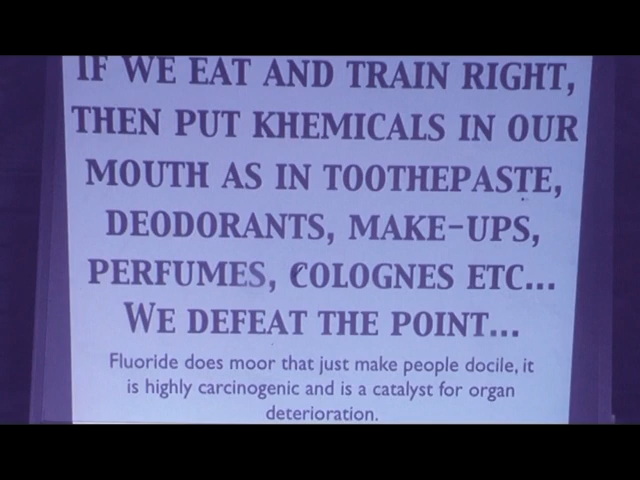 IF WE EAT AND TRAIN RIGHT,
THEN PUT KHEMICALS IN OUR
MOUTH AS IN TOOTHEPASTE,
DEODORANTS, MAKE-UPS,
PERFUMES, COLOGNES ETC...
WE DEFEAT THE POINT...
Fluoride does moor that just make people docile, it
is highly carcinogenic and is a catalyst for organ
deterioration.